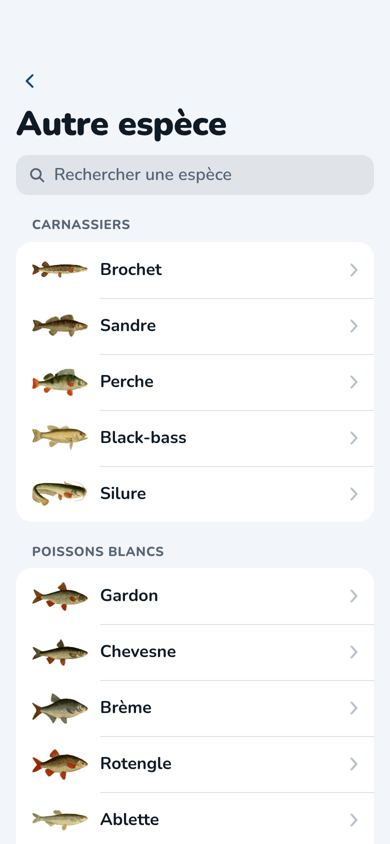 Autre espèce
Rechercher une espèce
CARNASSIERS
Brochet
Sandre
Perche
Black-bass
Silure
POISSONS BLANCS
Gardon
Chevesne
Brème
Rotengle
Ablette